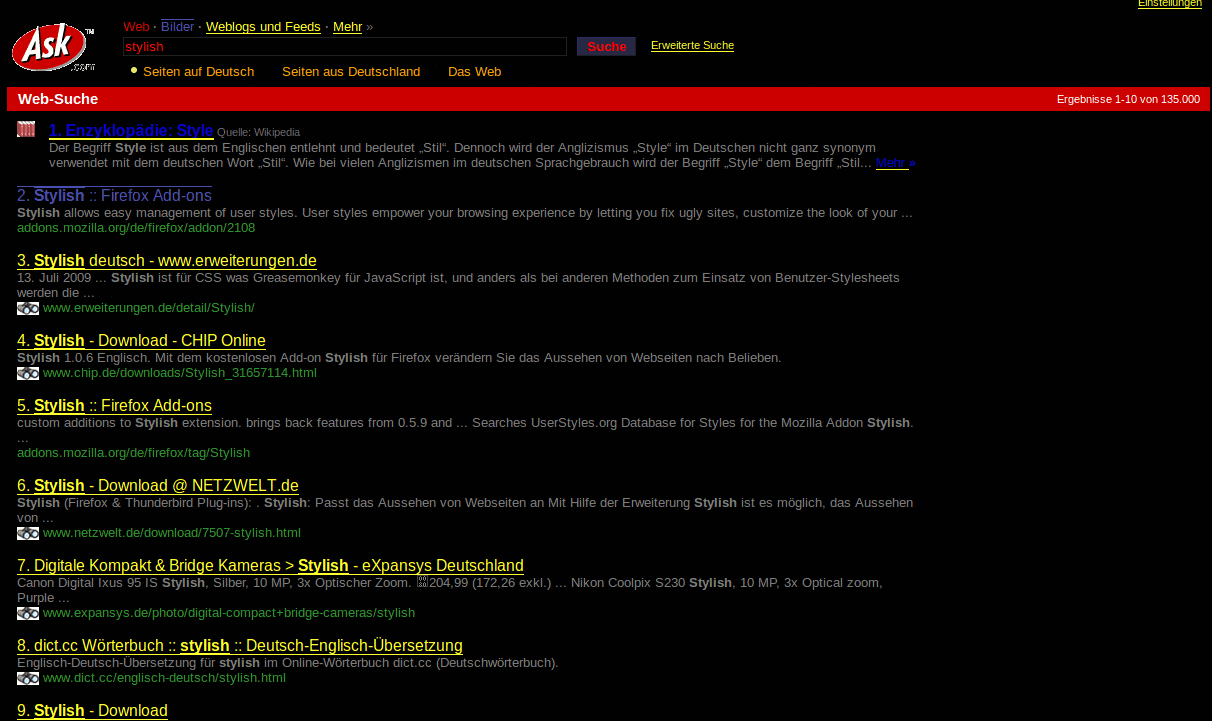 Einstellungen
Web · Bilder · Weblogs und Feeds · Mehr »
Ask™
.com
stylish
Suche
Erweiterte Suche
Seiten auf Deutsch Seiten aus Deutschland Das Web
Web-Suche
Ergebnisse 1-10 von 135.000
1. Enzyklopädie: Style Quelle: Wikipedia
Der Begriff Style ist aus dem Englischen entlehnt und bedeutet „Stil“. Dennoch wird der Anglizismus „Style“ im Deutschen nicht ganz synonym
verwendet mit dem deutschen Wort „Stil“. Wie bei vielen Anglizismen im deutschen Sprachgebrauch wird der Begriff „Style“ dem Begriff „Stil... Mehr »
2. Stylish :: Firefox Add-ons
Stylish allows easy management of user styles. User styles empower your browsing experience by letting you fix ugly sites, customize the look of your ...
addons.mozilla.org/de/firefox/addon/2108
3. Stylish deutsch - www.erweiterungen.de
13. Juli 2009 ... Stylish ist für CSS was Greasemonkey für JavaScript ist, und anders als bei anderen Methoden zum Einsatz von Benutzer-Stylesheets
werden die ...
www.erweiterungen.de/detail/Stylish/
4. Stylish - Download - CHIP Online
Stylish 1.0.6 Englisch. Mit dem kostenlosen Add-on Stylish für Firefox verändern Sie das Aussehen von Webseiten nach Belieben.
www.chip.de/downloads/Stylish_31657114.html
5. Stylish :: Firefox Add-ons
custom additions to Stylish extension. brings back features from 0.5.9 and ... Searches UserStyles.org Database for Styles for the Mozilla Addon Stylish.
...
addons.mozilla.org/de/firefox/tag/Stylish
6. Stylish - Download @ NETZWELT.de
Stylish (Firefox & Thunderbird Plug-ins): . Stylish: Passt das Aussehen von Webseiten an Mit Hilfe der Erweiterung Stylish ist es möglich, das Aussehen
von ...
www.netzwelt.de/download/7507-stylish.html
7. Digitale Kompakt & Bridge Kameras > Stylish - eXpansys Deutschland
Canon Digital Ixus 95 IS Stylish, Silber, 10 MP, 3x Optischer Zoom. 204,99 (172,26 exkl.) ... Nikon Coolpix S230 Stylish, 10 MP, 3x Optical zoom,
Purple ...
www.expansys.de/photo/digital-compact+bridge-cameras/stylish
8. dict.cc Wörterbuch :: stylish :: Deutsch-Englisch-Übersetzung
Englisch-Deutsch-Übersetzung für stylish im Online-Wörterbuch dict.cc (Deutschwörterbuch).
www.dict.cc/englisch-deutsch/stylish.html
9. Stylish - Download